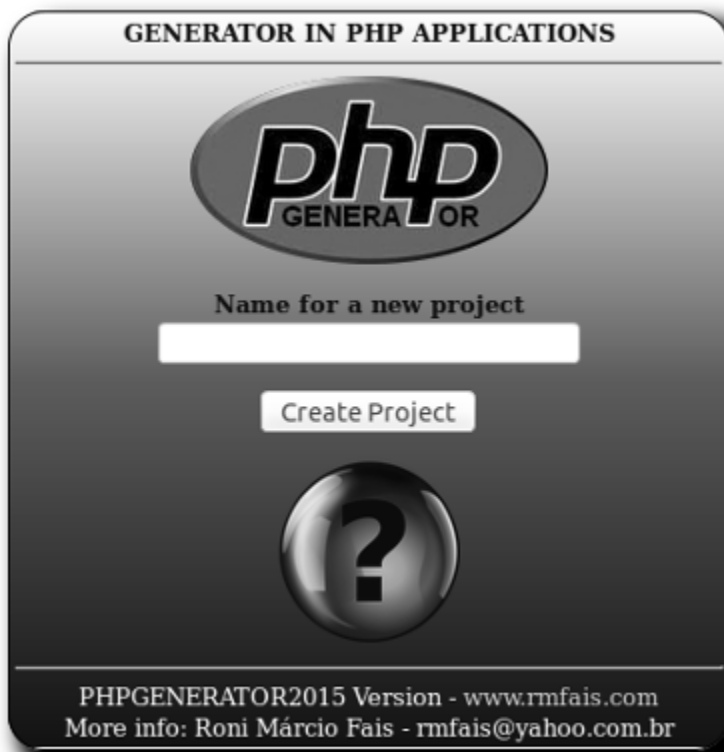 GENERATOR IN PHP APPLICATIONS
php
GENERATOR
Name for a new project
Create Project
?
PHPGENERATOR2015 Version - www.rmfais.com
More info: Roni Márcio Fais - rmfais@yahoo.com.br